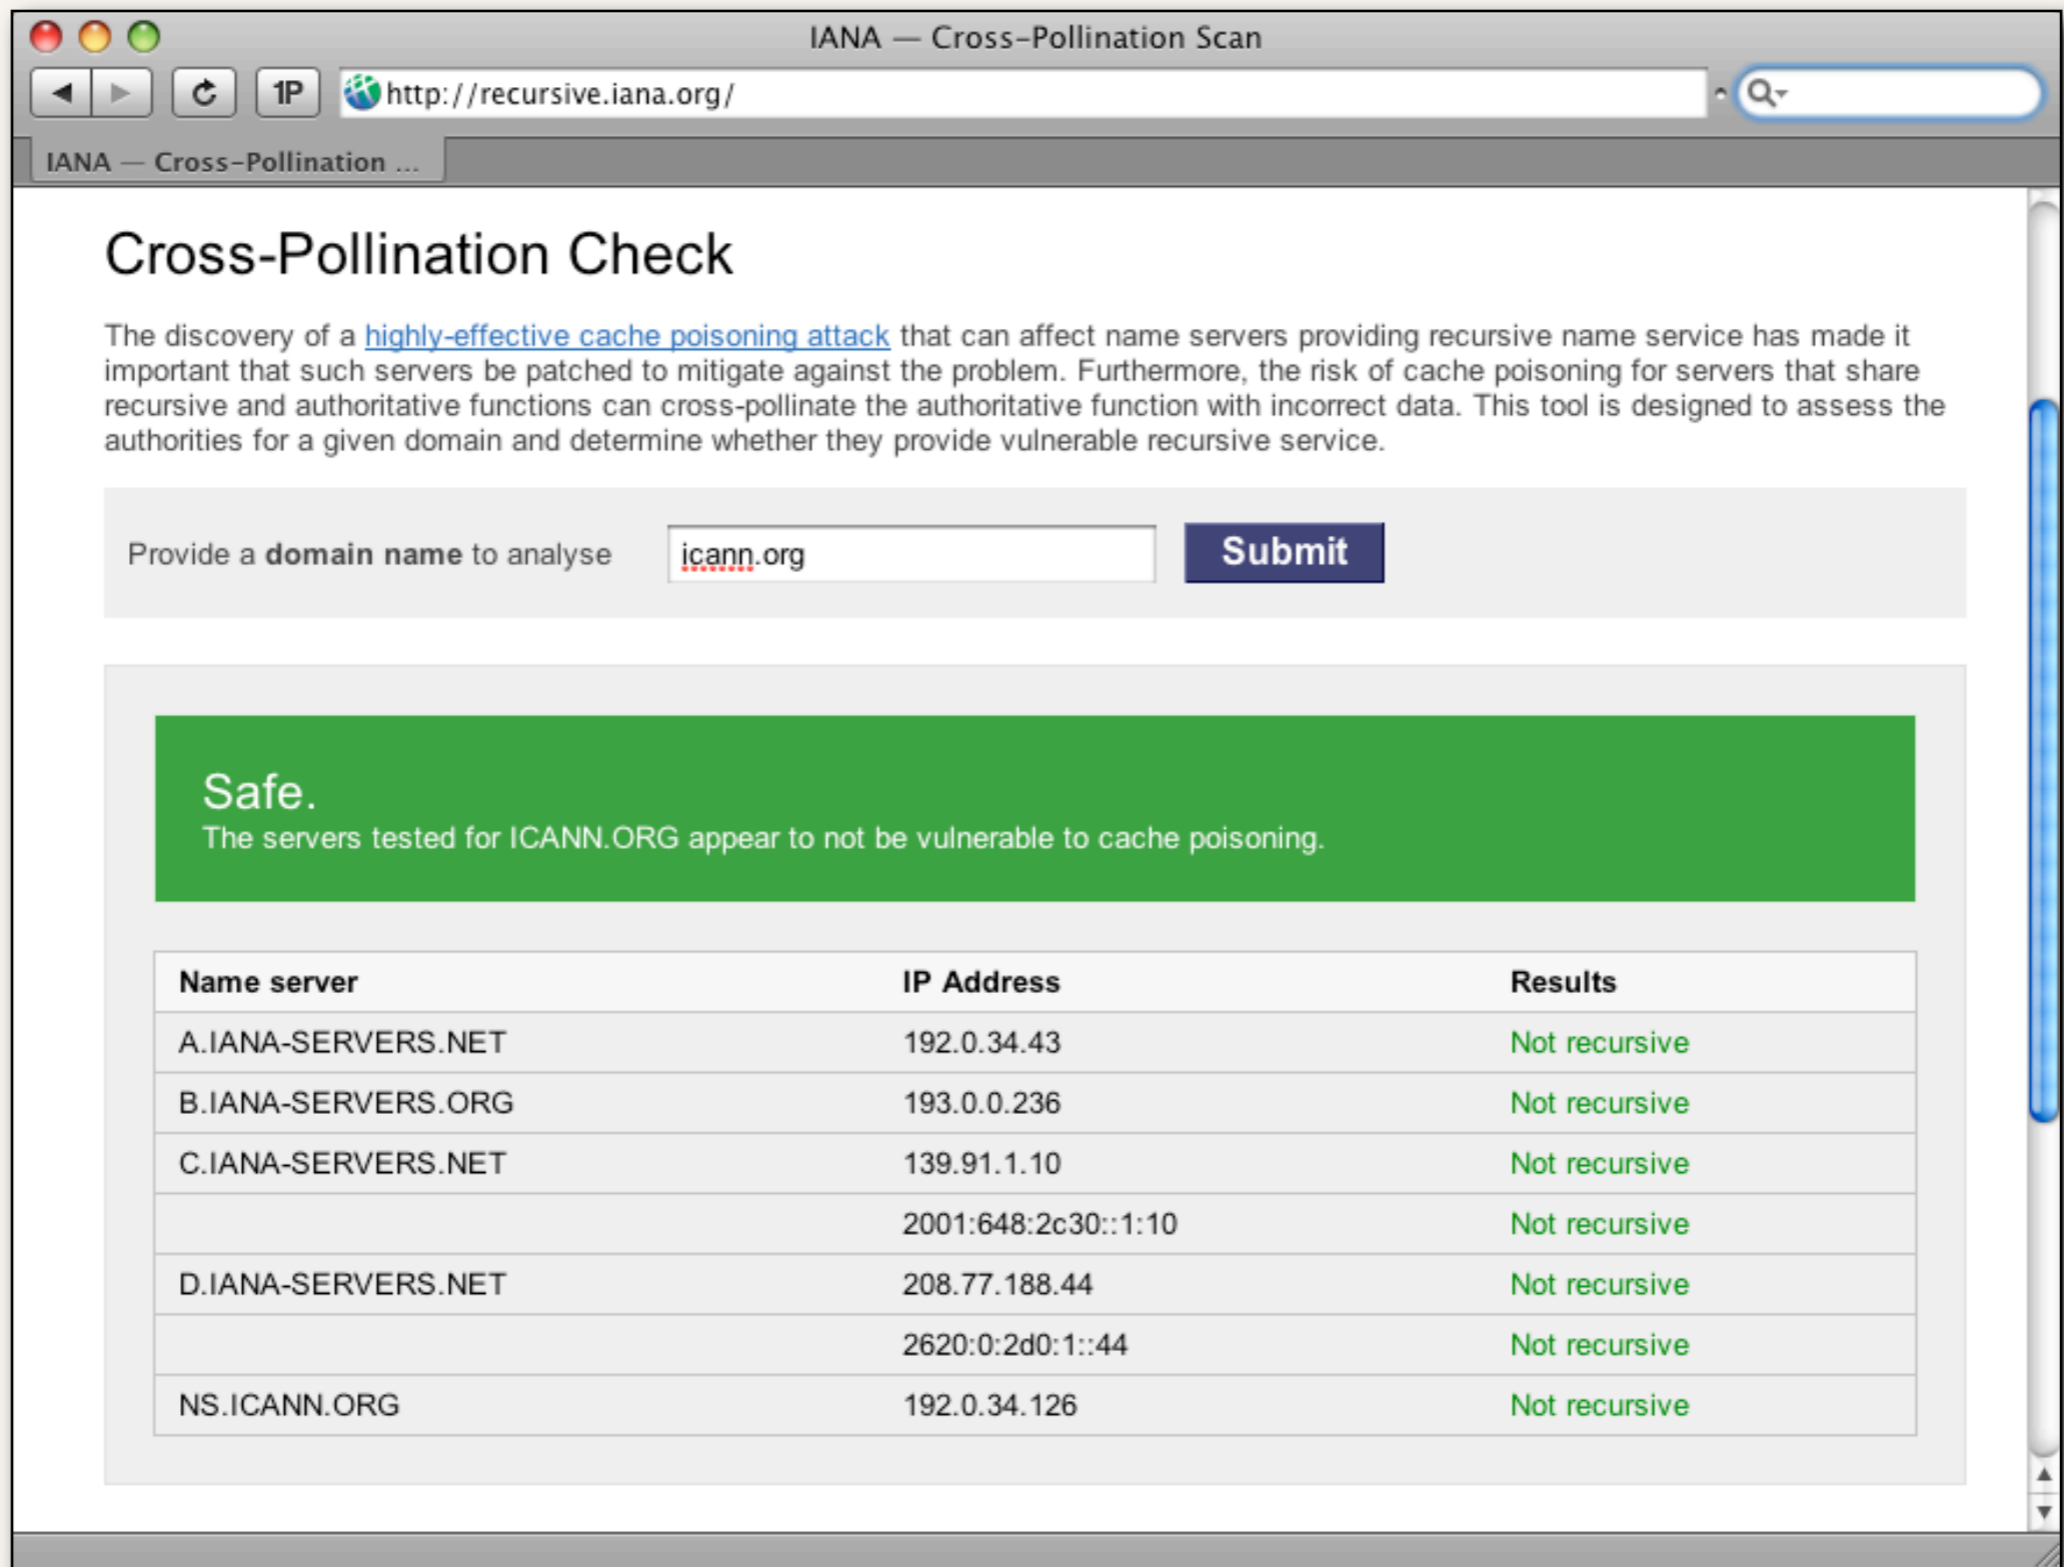 IANA — Cross-Pollination Scan
1P http://recursive.iana.org/
IANA — Cross-Pollination ...
Cross-Pollination Check
The discovery of a highly-effective cache poisoning attack that can affect name servers providing recursive name service has made it
important that such servers be patched to mitigate against the problem. Furthermore, the risk of cache poisoning for servers that share
recursive and authoritative functions can cross-pollinate the authoritative function with incorrect data. This tool is designed to assess the
authorities for a given domain and determine whether they provide vulnerable recursive service.
Provide a domain name to analyse icann.org Submit
Safe.
The servers tested for ICANN.ORG appear to not be vulnerable to cache poisoning.
Name server IP Address Results
A.IANA-SERVERS.NET 192.0.34.43 Not recursive
B.IANA-SERVERS.ORG 193.0.0.236 Not recursive
C.IANA-SERVERS.NET 139.91.1.10 Not recursive
2001:648:2c30::1:10 Not recursive
D.IANA-SERVERS.NET 208.77.188.44 Not recursive
2620:0:2d0:1::44 Not recursive
NS.ICANN.ORG 192.0.34.126 Not recursive